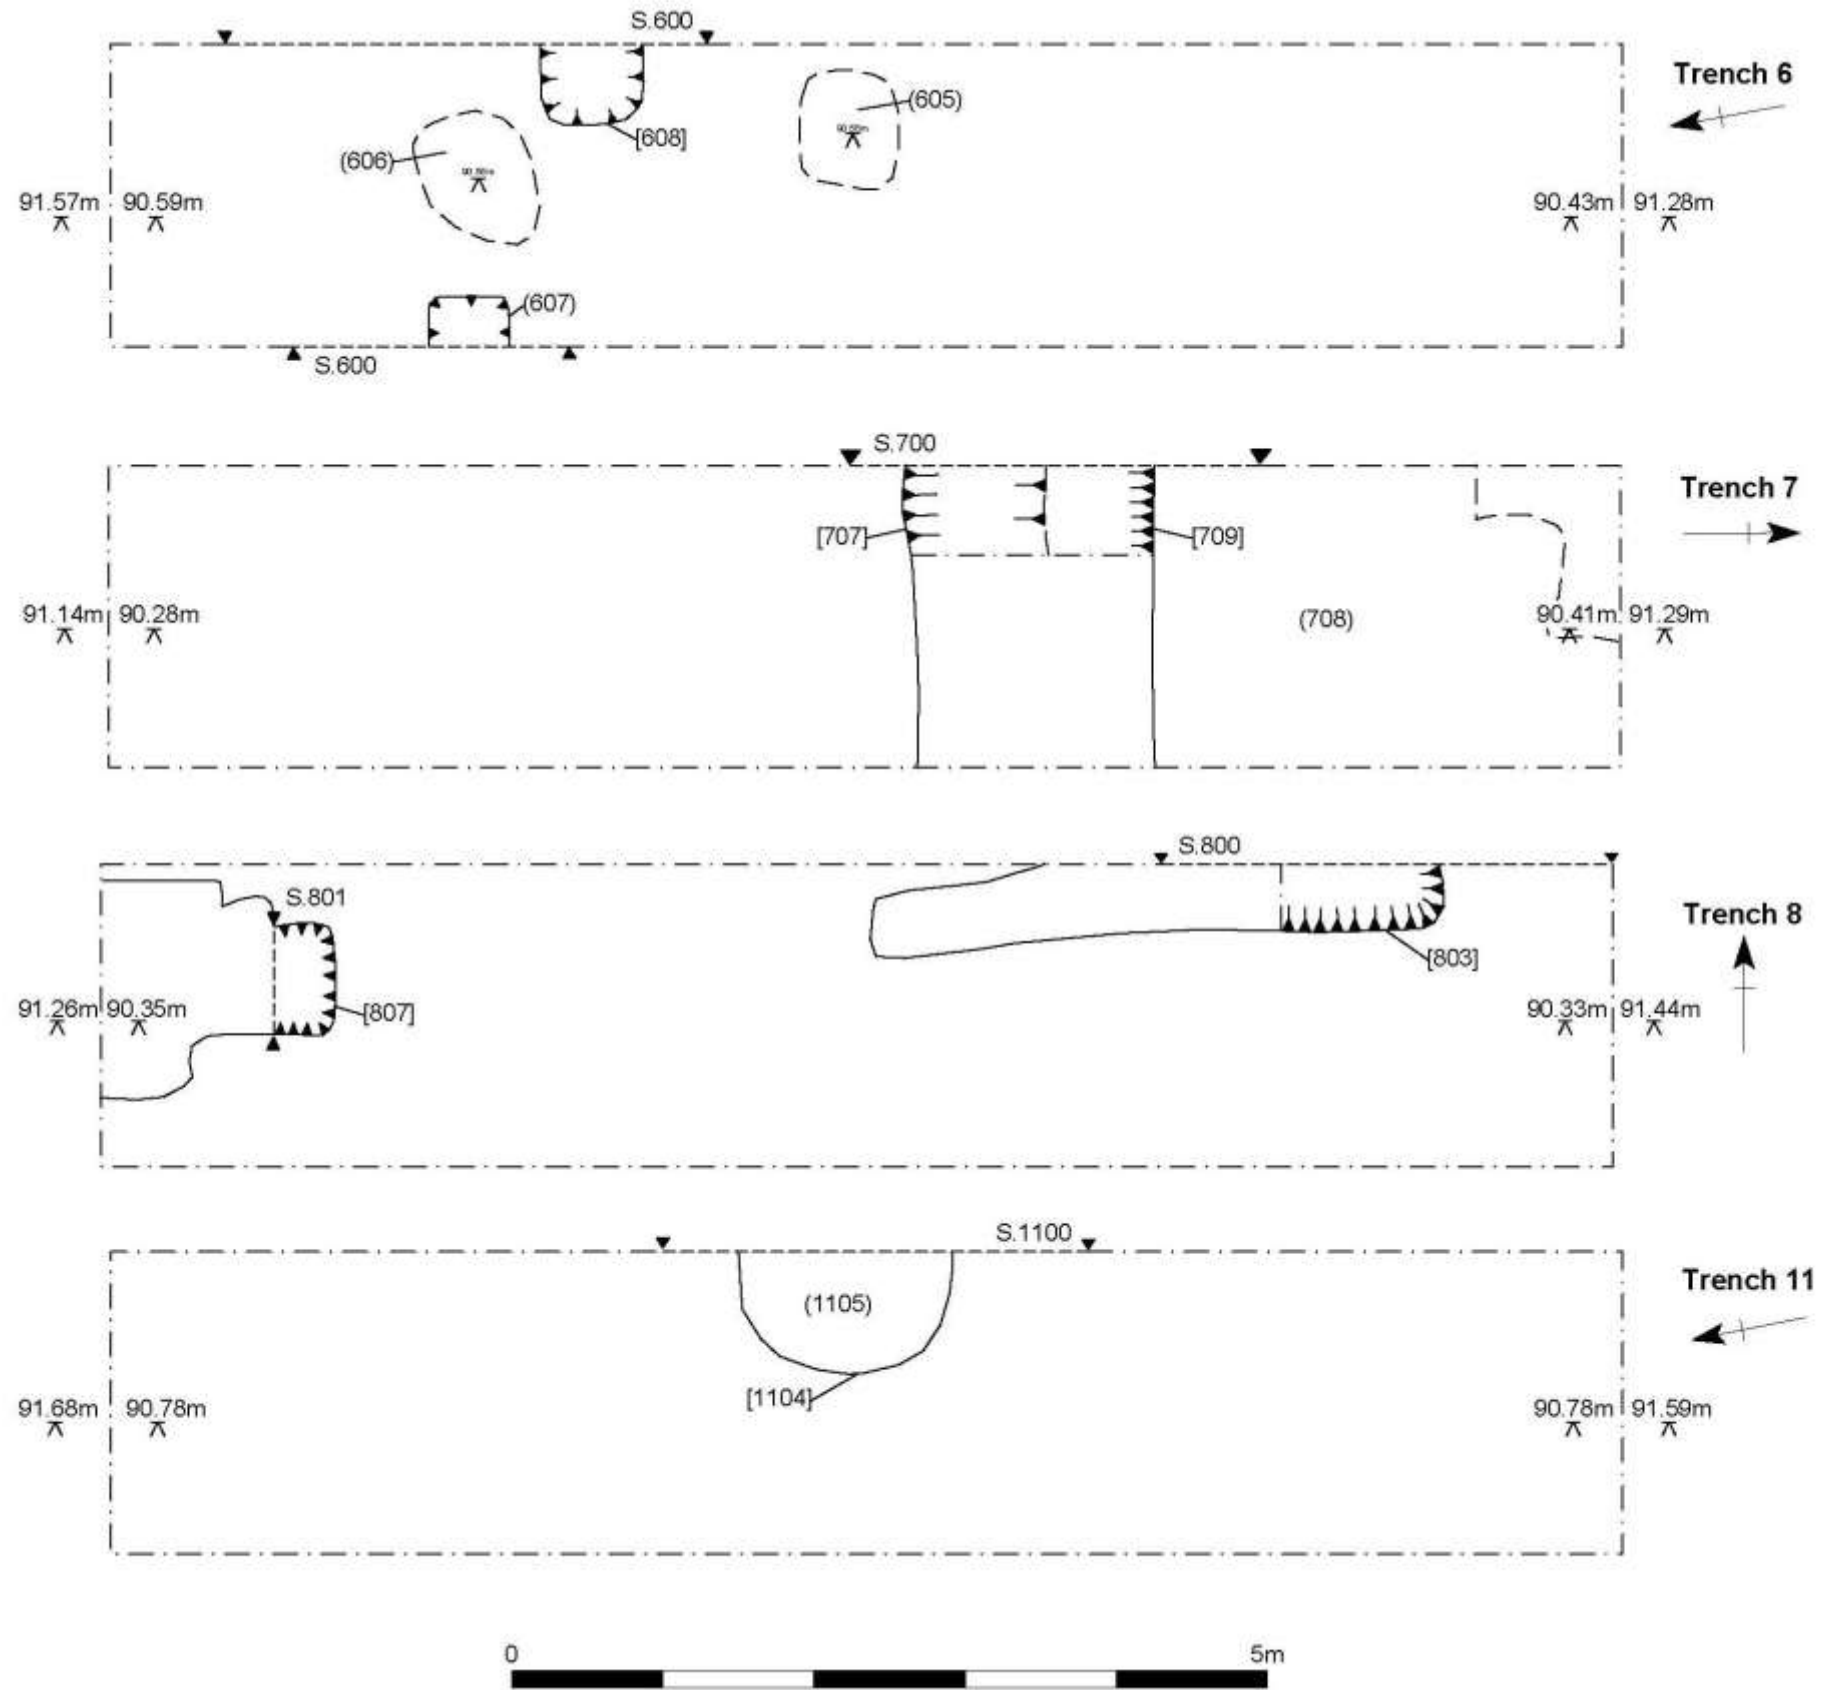 S.600
Trench 6
(605)
[608]
(606)
91.57m 90.59m
90.43m 91.28m
(607)
S.600
S.700
Trench 7
[707]
[709]
91.14m 90.28m
(708)
90.41m 91.29m
S.800
S.801
Trench 8
[803]
91.26m 90.35m
[807]
90.33m 91.44m
S.1100
Trench 11
(1105)
[1104]
91.68m 90.78m
90.78m 91.59m
0 5m